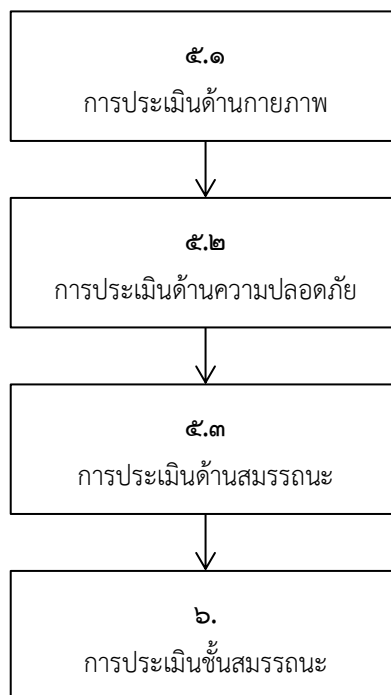 ๕.๑
การประเมินด้านกายภาพ
๕.๒
การประเมินด้านความปลอดภัย
๕.๓
การประเมินด้านสมรรถนะ
๖.
การประเมินชั้นสมรรถนะ